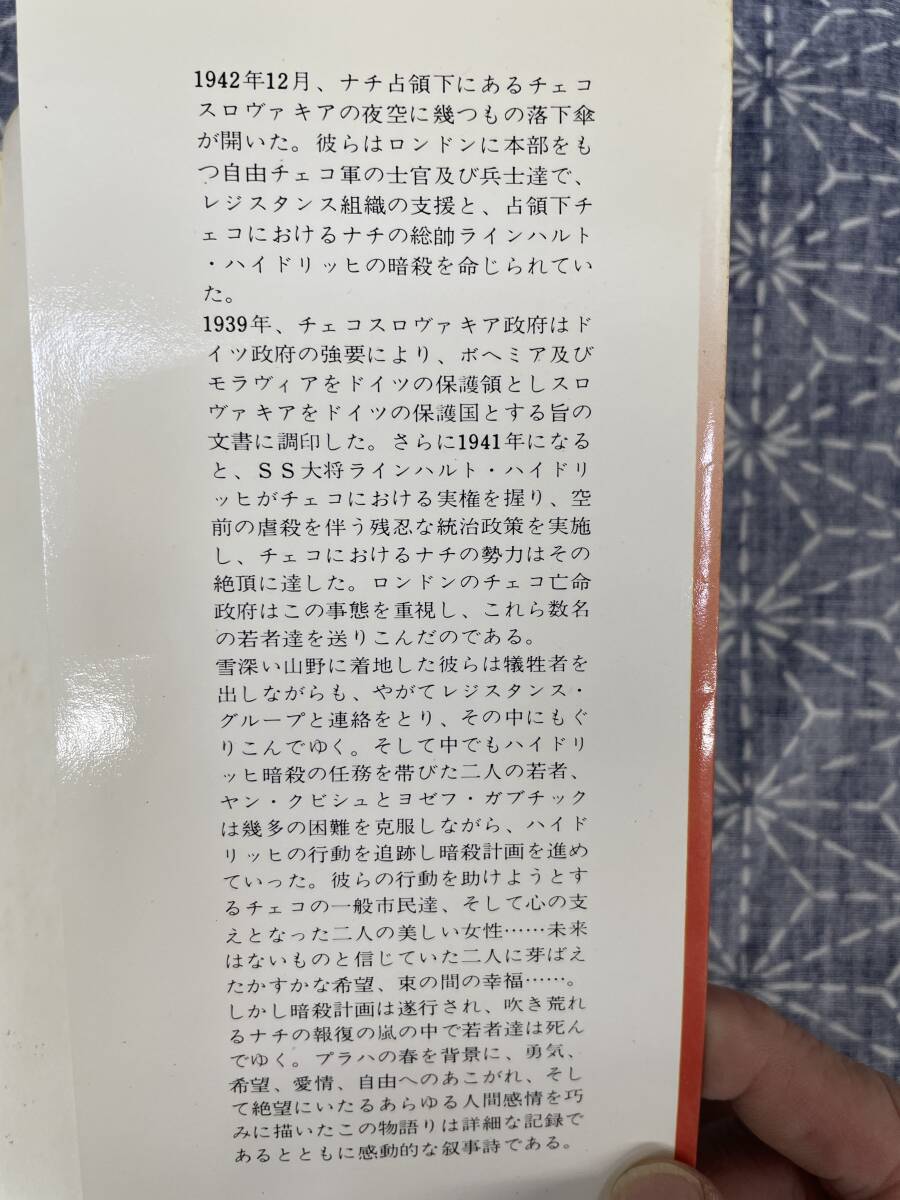 1942年12月、ナチ占領下にあるチェコ
スロヴァキアの夜空に幾つもの落下傘
が開いた。彼らはロンドンに本部をも
つ自由チェコ軍の士官及び兵士達で、
レジスタンス組織の支援と、占領下チ
ェコにおけるナチの総帥ラインハルト
・ハイドリッヒの暗殺を命じられてい
た。
1939年、チェコスロヴァキア政府はド
イツ政府の強要により、ボヘミア及び
モラヴィアをドイツの保護領としスロ
ヴァキアをドイツの保護国とする旨の
文書に調印した。さらに1941年になる
と、ＳＳ大将ラインハルト・ハイドリ
ッヒがチェコにおける実権を握り、空
前の虐殺を伴う残忍な統治政策を実施
し、チェコにおけるナチの勢力はその
絶頂に達した。ロンドンのチェコ亡命
政府はこの事態を重視し、これら数名
の若者達を送りこんだのである。
雪深い山野に着地した彼らは犠牲者を
出しながらも、やがてレジスタンス・
グループと連絡をとり、その中にもぐ
りこんでゆく。そして中でもハイドリ
ッヒ暗殺の任務を帯びた二人の若者、
ヤン・クビシュとヨゼフ・ガブチック
は幾多の困難を克服しながら、ハイド
リッヒの行動を追跡し暗殺計画を進め
ていった。彼らの行動を助けようとす
るチェコの一般市民達、そして心の支
えとなった二人の美しい女性……未来
はないものと信じていた二人に芽ばえ
たかすかな希望、束の間の幸福……。
しかし暗殺計画は遂行され、吹き荒れ
るナチの報復の嵐の中で若者達は死ん
でゆく。プラハの春を背景に、勇気、
希望、愛情、自由へのあこがれ、そし
て絶望にいたるあらゆる人間感情を巧
みに描いたこの物語りは詳細な記録で
あるとともに感動的な叙事詩である。